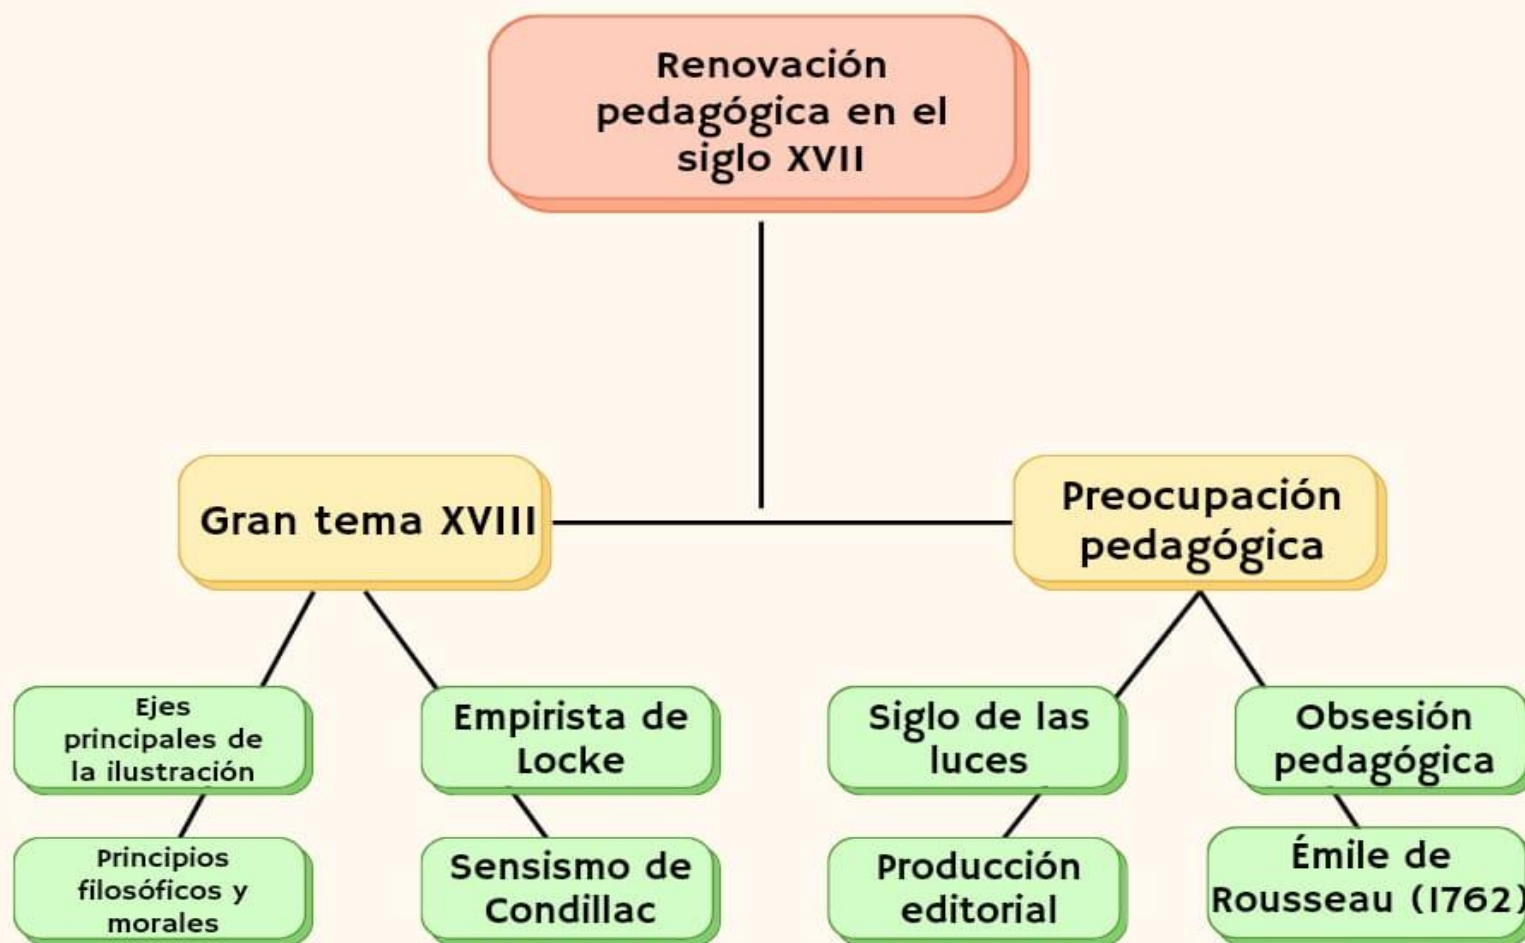 Renovación
pedagógica en el
siglo XVII
Gran tema XVIII
Preocupación
pedagógica
Ejes
principales de
la ilustración
Empirista de
Locke
Siglo de las
luces
Obsesión
pedagógica
Principios
filosóficos y
morales
Sensismo de
Condillac
Producción
editorial
Émile de
Rousseau (1762)